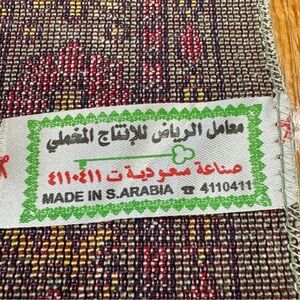 معامل الرياض للإنتاج المخملي
صناعة سعودية ت ٤١١٠٤١١
MADE IN S.ARABIA ☎ 4110411